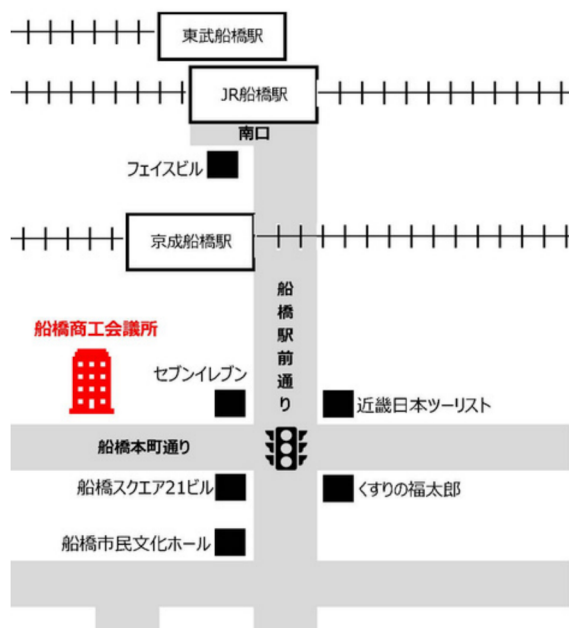 東武船橋駅
JR船橋駅
南口
フェイスビル
京成船橋駅
船橋駅前通り
船橋商工会議所
セブンイレブン
近畿日本ツーリスト
船橋本町通り
船橋スクエア21ビル
くすりの福太郎
船橋市民文化ホール